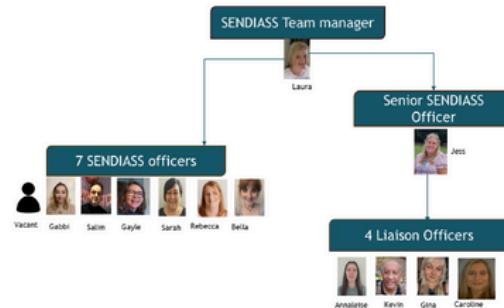 SENDIASS Team manager
Laura
Senior SENDIASS
Officer
Jess
7 SENDIASS officers
Vacant Gabbi Salim Gayle Sarah Rebecca Bella
4 Liaison Officers
Annaleise Kevin Gina Caroline